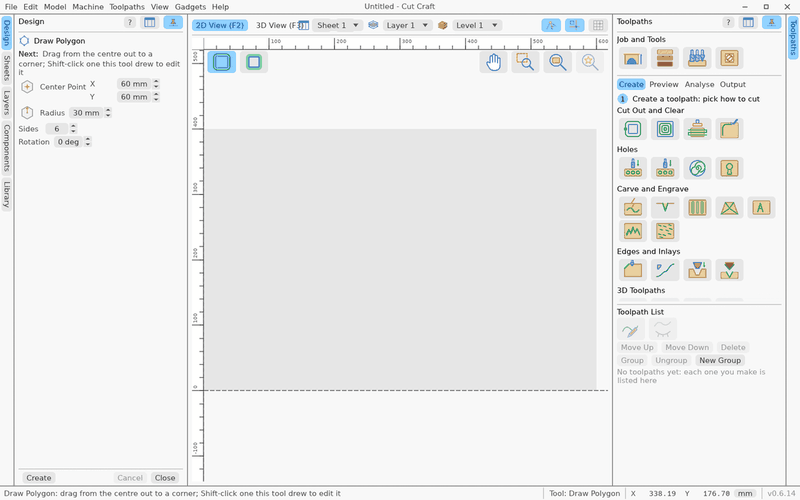 File Edit Model Machine Toolpaths View Gadgets Help
Untitled - Cut Craft
Design
?
Design
Sheets
Layers
Components
Library
Draw Polygon
Next: Drag from the centre out to a
corner; Shift-click one this tool drew to edit
it
Center Point X 60 mm
Y 60 mm
Radius 30 mm
Sides 6
Rotation 0 deg
Create Cancel Close
2D View (F2) 3D View (F3) Sheet 1 Layer 1 Level 1
0 100 200 300 400 500 600
500
400
300
200
100
0
-100
Toolpaths
?
Toolpaths
Job and Tools
Create Preview Analyse Output
1 Create a toolpath: pick how to cut
Cut Out and Clear
Holes
Carve and Engrave
A
Edges and Inlays
3D Toolpaths
Toolpath List
Move Up Move Down Delete
Group Ungroup New Group
No toolpaths yet: each one you make is
listed here
Draw Polygon: drag from the centre out to a corner; Shift-click one this tool drew to edit it
Tool: Draw Polygon X 338.19 Y 176.70 mm v0.6.14